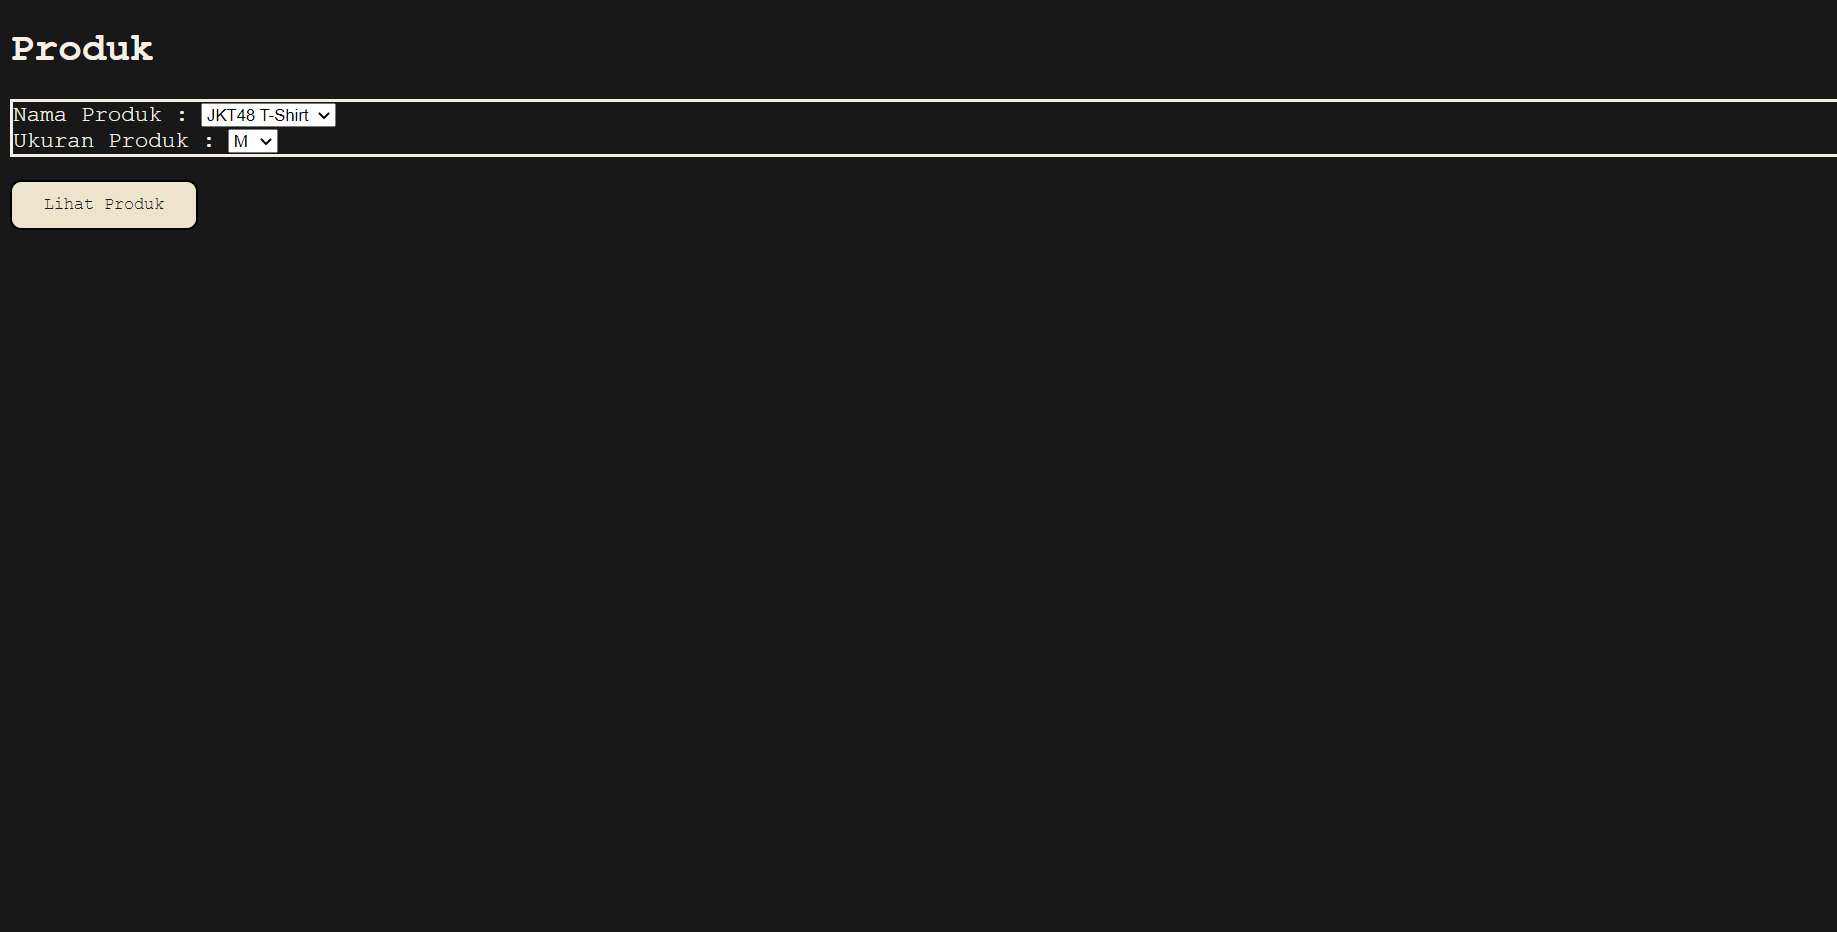 Produk
Nama Produk : JKT48 T-Shirt
Ukuran Produk : M
Lihat Produk